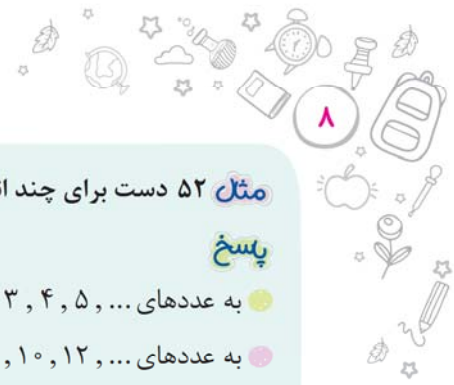 ۸
مثال ۵۲ دست برای چند
پاسخ
به عددهای ... , ۵ , ۴ , ۳
به عددهای ... , ۱۲ , ۱۰ ,